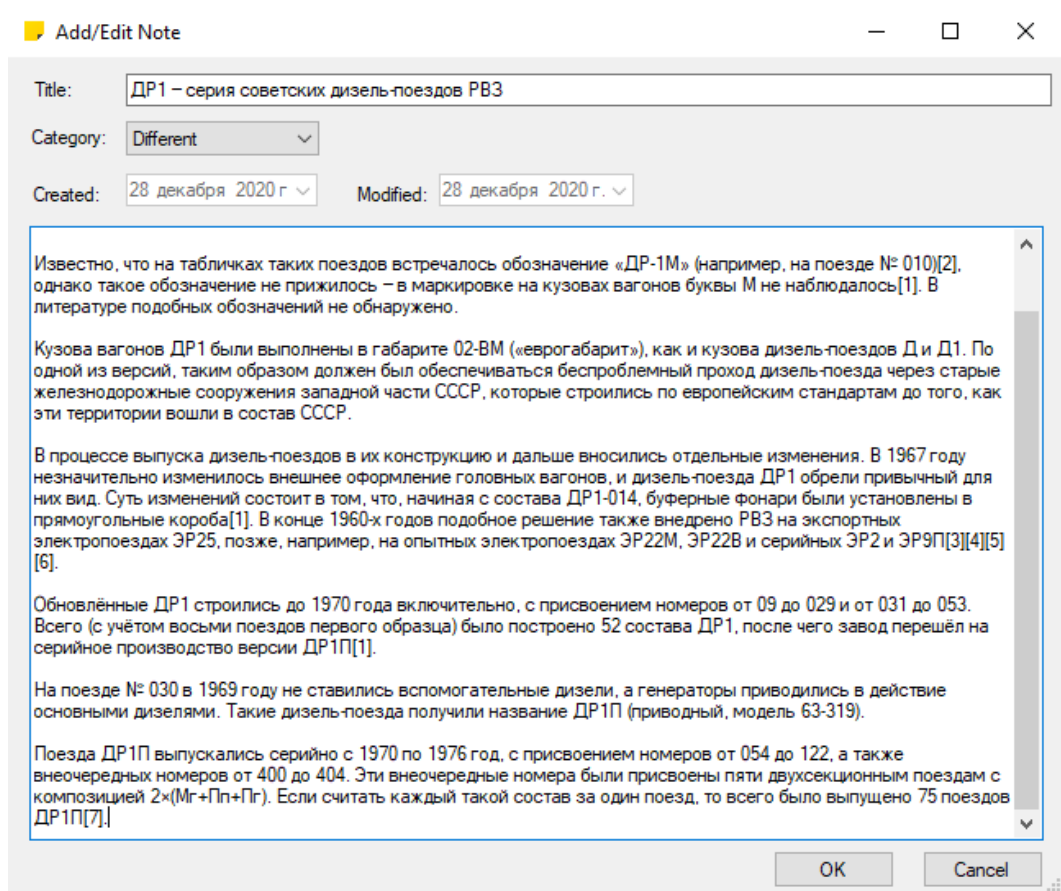 Add/Edit Note
Title: ДР1 – серия советских дизель-поездов РВЗ
Category: Different
Created: 28 декабря 2020 г Modified: 28 декабря 2020 г.
Известно, что на табличках таких поездов встречалось обозначение «ДР-1М» (например, на поезде № 010)[2],
однако такое обозначение не прижилось – в маркировке на кузовах вагонов буквы М не наблюдалось[1]. В
литературе подобных обозначений не обнаружено.
Кузова вагонов ДР1 были выполнены в габарите 02-ВМ («еврогабарит»), как и кузова дизель-поездов Д и Д1. По
одной из версий, таким образом должен был обеспечиваться беспроблемный проход дизель-поезда через старые
железнодорожные сооружения западной части СССР, которые строились по европейским стандартам до того, как
эти территории вошли в состав СССР.
В процессе выпуска дизель-поездов в их конструкцию и дальше вносились отдельные изменения. В 1967 году
незначительно изменилось внешнее оформление головных вагонов, и дизель-поезда ДР1 обрели привычный для
них вид. Суть изменений состоит в том, что, начиная с состава ДР1-014, буферные фонари были установлены в
прямоугольные короба[1]. В конце 1960-х годов подобное решение также внедрено РВЗ на экспортных
электропоездах ЭР25, позже, например, на опытных электропоездах ЭР22М, ЭР22В и серийных ЭР2 и ЭР9П[3][4][5]
[6].
Обновлённые ДР1 строились до 1970 года включительно, с присвоением номеров от 09 до 029 и от 031 до 053.
Всего (с учётом восьми поездов первого образца) было построено 52 состава ДР1, после чего завод перешёл на
серийное производство версии ДР1П[1].
На поезде № 030 в 1969 году не ставились вспомогательные дизели, а генераторы приводились в действие
основными дизелями. Такие дизель-поезда получили название ДР1П (приводный, модель 63-319).
Поезда ДР1П выпускались серийно с 1970 по 1976 год, с присвоением номеров от 054 до 122, а также
внеочередных номеров от 400 до 404. Эти внеочередные номера были присвоены пяти двухсекционным поездам с
композицией 2×(Мг+Пп+Пг). Если считать каждый такой состав за один поезд, то всего было выпущено 75 поездов
ДР1П[7].
OK Cancel